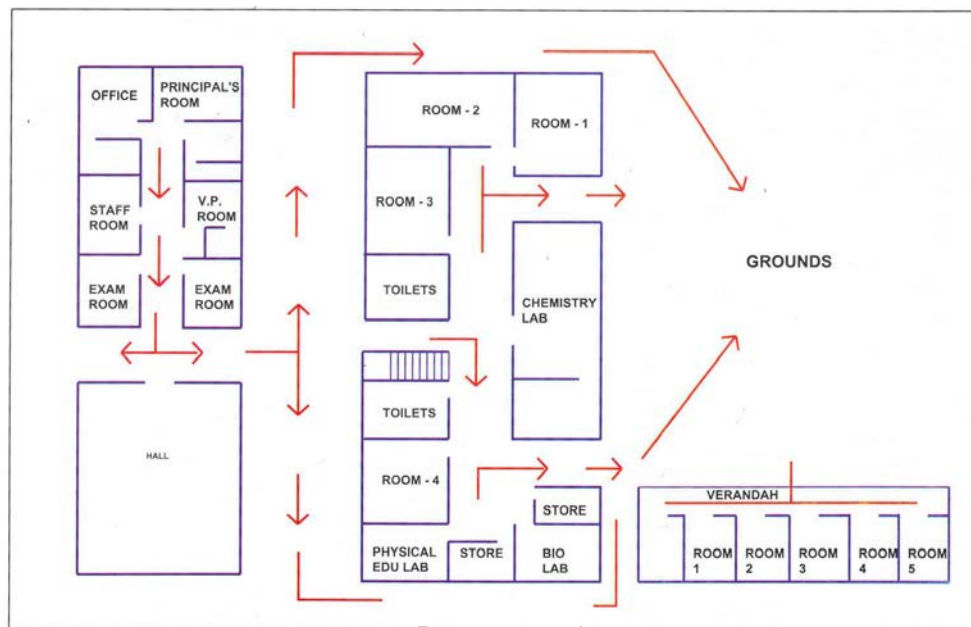 OFFICE
PRINCIPAL'S
ROOM
STAFF
ROOM
V.P.
ROOM
EXAM
ROOM
EXAM
ROOM
HALL
ROOM - 2
ROOM - 1
ROOM - 3
TOILETS
CHEMISTRY
LAB
TOILETS
ROOM - 4
STORE
PHYSICAL
EDU LAB
STORE
BIO
LAB
GROUNDS
VERANDAH
ROOM
1
ROOM
2
ROOM
3
ROOM
4
ROOM
5